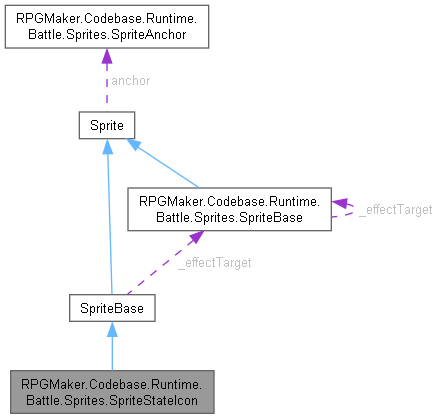 RPGMaker.Codebase.Runtime.
Battle.Sprites.SpriteAnchor
anchor
Sprite
RPGMaker.Codebase.Runtime.
Battle.Sprites.SpriteBase
_effectTarget
_effectTarget
SpriteBase
RPGMaker.Codebase.Runtime.
Battle.Sprites.SpriteStateIcon